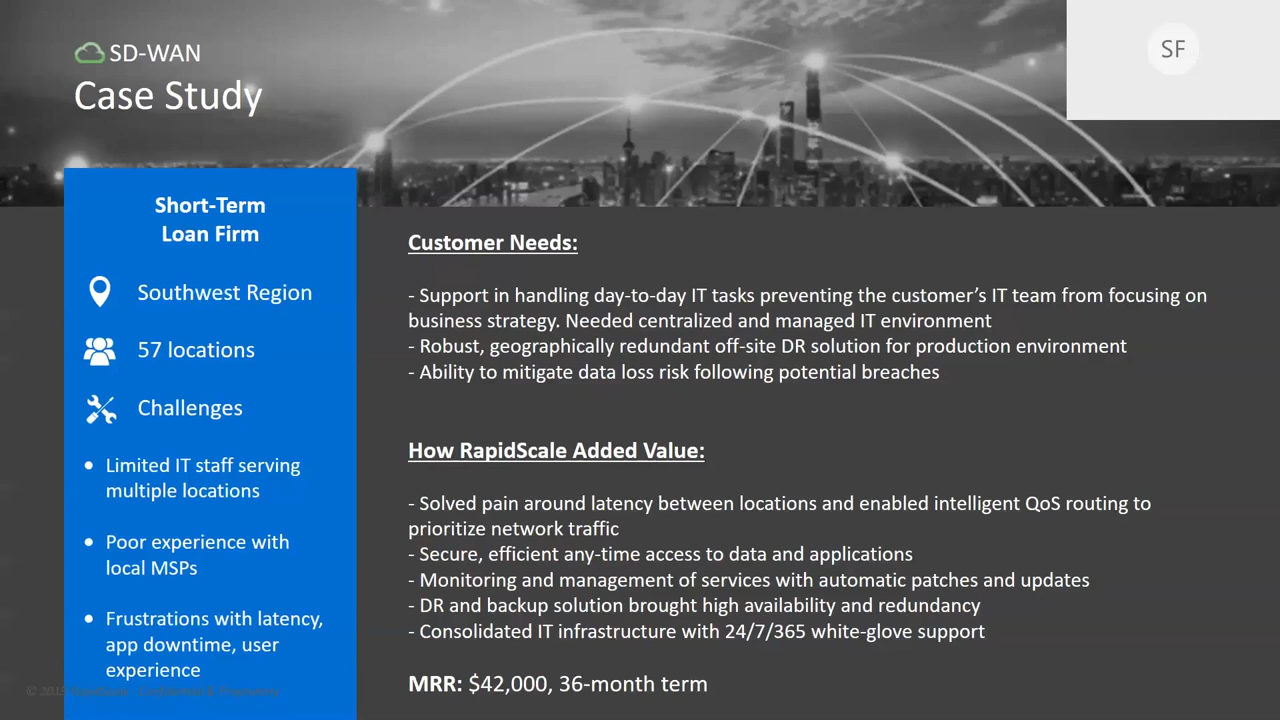 SD-WAN
Case Study
SF
Short-Term
Loan Firm
Southwest Region
57 locations
Challenges
• Limited IT staff serving
multiple locations
• Poor experience with
local MSPs
• Frustrations with latency,
app downtime, user
experience
Customer Needs:
- Support in handling day-to-day IT tasks preventing the customer’s IT team from focusing on
business strategy. Needed centralized and managed IT environment
- Robust, geographically redundant off-site DR solution for production environment
- Ability to mitigate data loss risk following potential breaches
How RapidScale Added Value:
- Solved pain around latency between locations and enabled intelligent QoS routing to
prioritize network traffic
- Secure, efficient any-time access to data and applications
- Monitoring and management of services with automatic patches and updates
- DR and backup solution brought high availability and redundancy
- Consolidated IT infrastructure with 24/7/365 white-glove support
MRR: $42,000, 36-month term